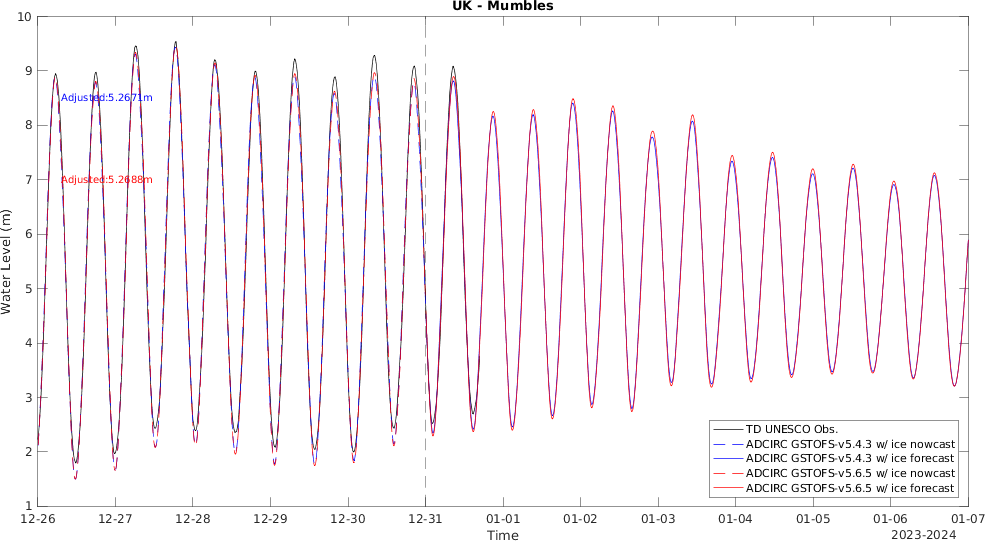 UK - Mumbles
Water Level (m)
10
9
8
7
6
5
4
3
2
1
Adjusted:5.2671m
Adjusted:5.2688m
TD UNESCO Obs.
ADCIRC GSTOFS-v5.4.3 w/ ice nowcast
ADCIRC GSTOFS-v5.4.3 w/ ice forecast
ADCIRC GSTOFS-v5.6.5 w/ ice nowcast
ADCIRC GSTOFS-v5.6.5 w/ ice forecast
12-26 12-27 12-28 12-29 12-30 12-31 01-01 01-02 01-03 01-04 01-05 01-06 01-07
Time
2023-2024